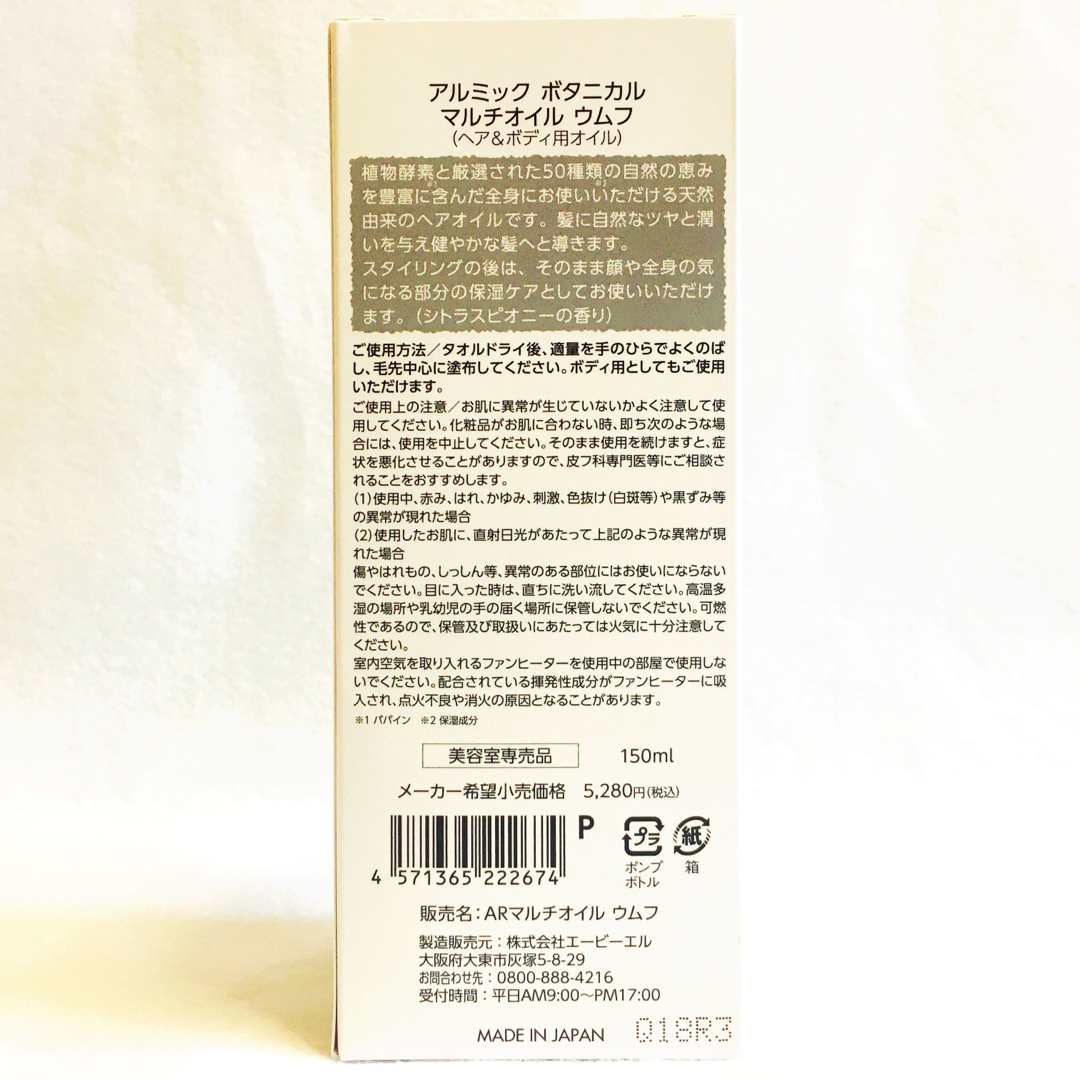 アルミック ボタニカル
マルチオイル ウムフ
(ヘア&ボディ用オイル)
植物酵素と厳選された50種類の自然の恵み
※1 ※2
を豊富に含んだ全身にお使いいただける天然
由来のヘアオイルです。髪に自然なツヤと潤
いを与え健やかな髪へと導きます。
スタイリングの後は、そのまま顔や全身の気
になる部分の保湿ケアとしてお使いいただけ
ます。(シトラスピオニーの香り)
ご使用方法/タオルドライ後、適量を手のひらでよくのば
し、毛先中心に塗布してください。ボディ用としてもご使用
いただけます。
ご使用上の注意/お肌に異常が生じていないかよく注意して使
用してください。化粧品がお肌に合わない時、即ち次のような場
合には、使用を中止してください。そのまま使用を続けますと、症
状を悪化させることがありますので、皮フ科専門医等にご相談さ
れることをおすすめします。
(1)使用中、赤み、はれ、かゆみ、刺激、色抜け(白斑等)や黒ずみ等
の異常が現れた場合
(2)使用したお肌に、直射日光があたって上記のような異常が現
れた場合
傷やはれもの、しっしん等、異常のある部位にはお使いにならない
でください。目に入った時は、直ちに洗い流してください。高温多
湿の場所や乳幼児の手の届く場所に保管しないでください。可燃
性であるので、保管及び取扱いにあたっては火気に十分注意して
ください。
室内空気を取り入れるファンヒーターを使用中の部屋で使用しな
いでください。配合されている揮発性成分がファンヒーターに吸
入され、点火不良や消火の原因となることがあります。
※1 パパイン ※2 保湿成分
美容室専売品 150ml
メーカー希望小売価格 5,280円(税込)
P
プラ 紙
ポンプ 箱
ボトル
4 571365 222674
販売名:ARマルチオイル ウムフ
製造販売元:株式会社エービーエル
大阪府大東市灰塚5-8-29
お問合わせ先:0800-888-4216
受付時間:平日AM9:00〜PM17:00
MADE IN JAPAN Q18R3